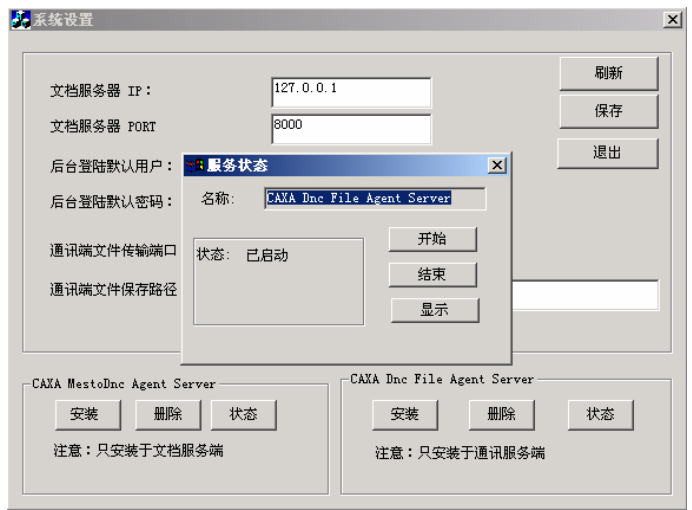 系统设置
文档服务器 IP：
127.0.0.1
刷新
文档服务器 PORT
8000
保存
后台登陆默认用户：
退出
服务状态
后台登陆默认密码：
名称:
CAXA Dnc File Agent Server
通讯端文件传输端口
状态: 已启动
开始
结束
通讯端文件保存路径
显示
CAXA MestoDnc Agent Server
安装
删除
状态
注意：只安装于文档服务端
CAXA Dnc File Agent Server
安装
删除
状态
注意：只安装于通讯服务端